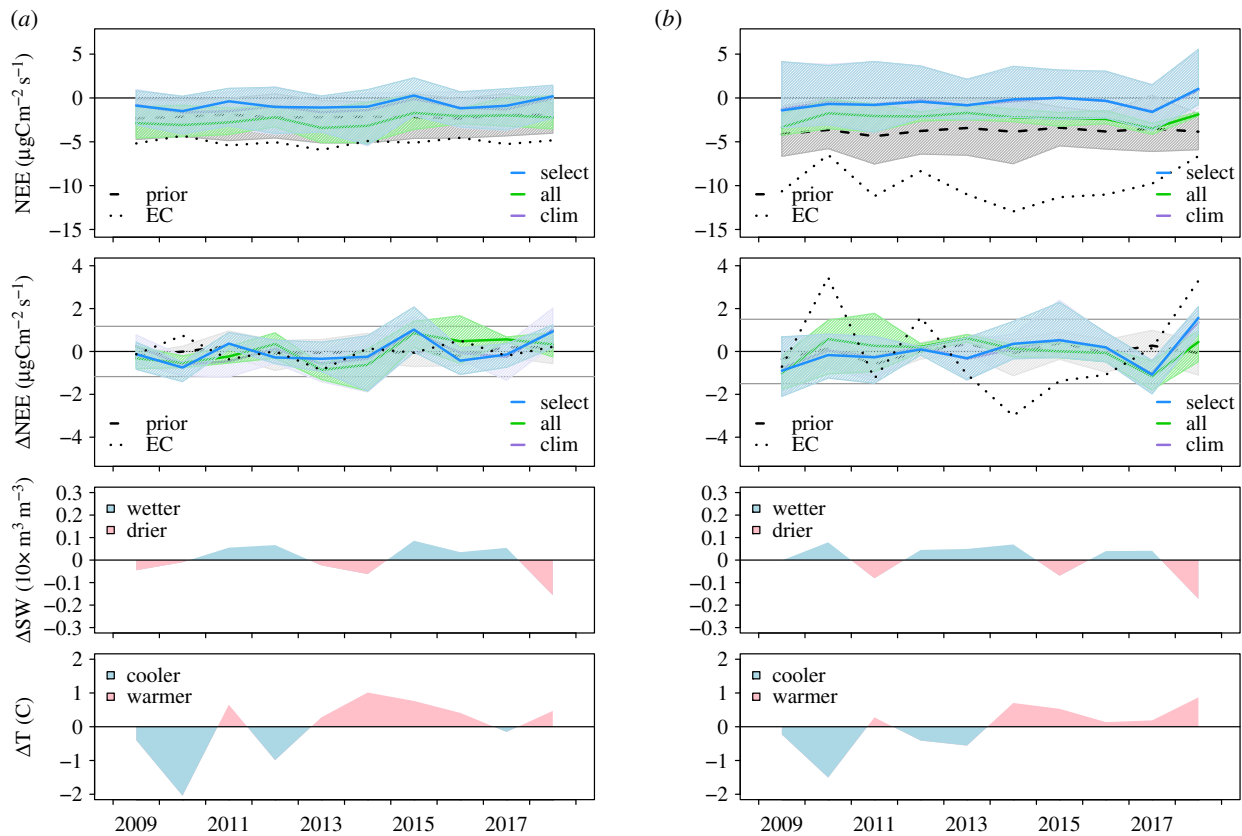 (a)
(b)
NEE (µgCm−2 s−1)
5
0
−5
−10
−15
prior
EC
select
all
clim
5
0
−5
−10
−15
prior
EC
select
all
clim
ΔNEE (µgCm−2 s−1)
4
2
0
−2
−4
prior
EC
select
all
clim
4
2
0
−2
−4
prior
EC
select
all
clim
ΔSW (10× m3 m−3)
0.3
0.2
0.1
0
−0.1
−0.2
−0.3
wetter
drier
0.3
0.2
0.1
0
−0.1
−0.2
−0.3
wetter
drier
ΔT (C)
2
1
0
−1
−2
cooler
warmer
2
1
0
−1
−2
cooler
warmer
2009 2011 2013 2015 2017
2009 2011 2013 2015 2017